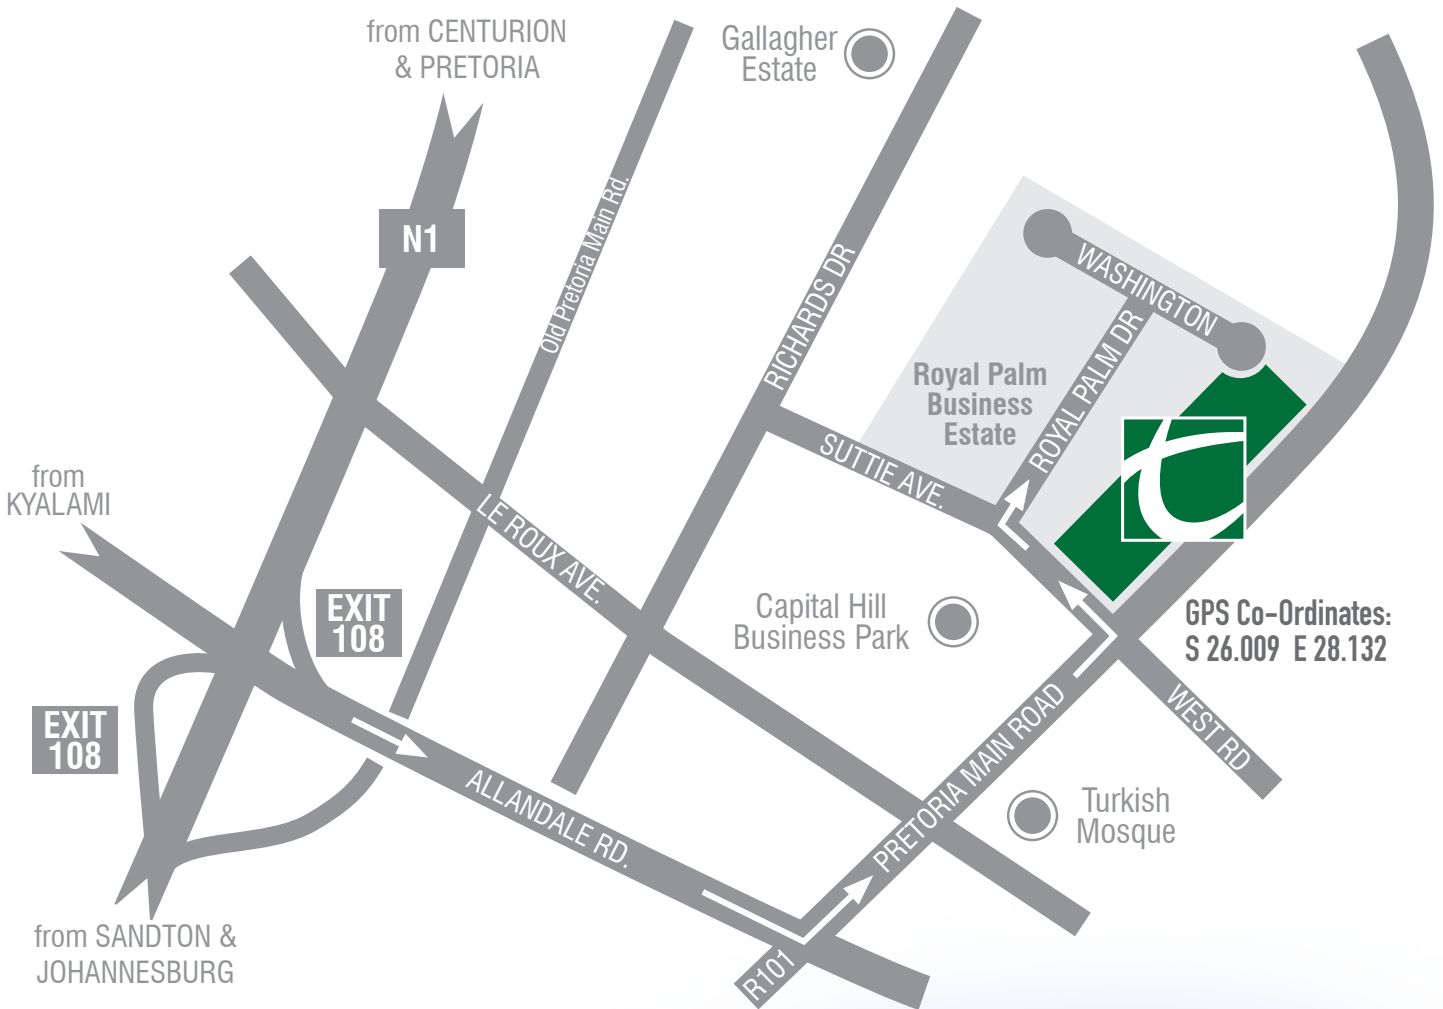 from CENTURION
& PRETORIA
Gallagher
Estate
N1
Old Pretoria Main Rd.
RICHARDS DR
WASHINGTON
ROYAL PALM DR
Royal Palm
Business
Estate
SUTTIE AVE.
from
KYALAMI
LE ROUX AVE.
EXIT
108
Capital Hill
Business Park
GPS Co-Ordinates:
S 26.009 E 28.132
EXIT
108
WEST RD
PRETORIA MAIN ROAD
ALLANDALE RD.
Turkish
Mosque
from SANDTON &
JOHANNESBURG
R101